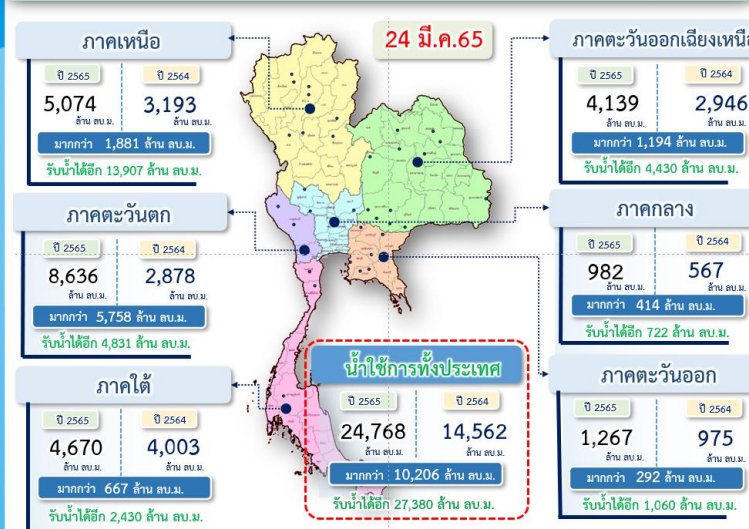 24 มี.ค.65
ภาคเหนือ
ปี 2565
ปี 2564
5,074
3,193
ล้าน ลบ.ม.
ล้าน ลบ.ม.
มากกว่า 1,881 ล้าน ลบ.ม.
รับน้ำได้อีก 13,907 ล้าน ลบ.ม.
ภาคตะวันออกเฉียงเหนือ
ปี 2565
ปี 2564
4,139
2,946
ล้าน ลบ.ม.
ล้าน ลบ.ม.
มากกว่า 1,194 ล้าน ลบ.ม.
รับน้ำได้อีก 4,430 ล้าน ลบ.ม.
ภาคตะวันตก
ปี 2565
ปี 2564
8,636
2,878
ล้าน ลบ.ม.
ล้าน ลบ.ม.
มากกว่า 5,758 ล้าน ลบ.ม.
รับน้ำได้อีก 4,831 ล้าน ลบ.ม.
ภาคกลาง
ปี 2565
ปี 2564
982
567
ล้าน ลบ.ม.
ล้าน ลบ.ม.
มากกว่า 414 ล้าน ลบ.ม.
รับน้ำได้อีก 722 ล้าน ลบ.ม.
ภาคใต้
ปี 2565
ปี 2564
4,670
4,003
ล้าน ลบ.ม.
ล้าน ลบ.ม.
มากกว่า 667 ล้าน ลบ.ม.
รับน้ำได้อีก 2,430 ล้าน ลบ.ม.
น้ำใช้การทั้งประเทศ
ปี 2565
ปี 2564
24,768
14,562
ล้าน ลบ.ม.
ล้าน ลบ.ม.
มากกว่า 10,206 ล้าน ลบ.ม.
รับน้ำได้อีก 27,380 ล้าน ลบ.ม.
ภาคตะวันออก
ปี 2565
ปี 2564
1,267
975
ล้าน ลบ.ม.
ล้าน ลบ.ม.
มากกว่า 292 ล้าน ลบ.ม.
รับน้ำได้อีก 1,060 ล้าน ลบ.ม.